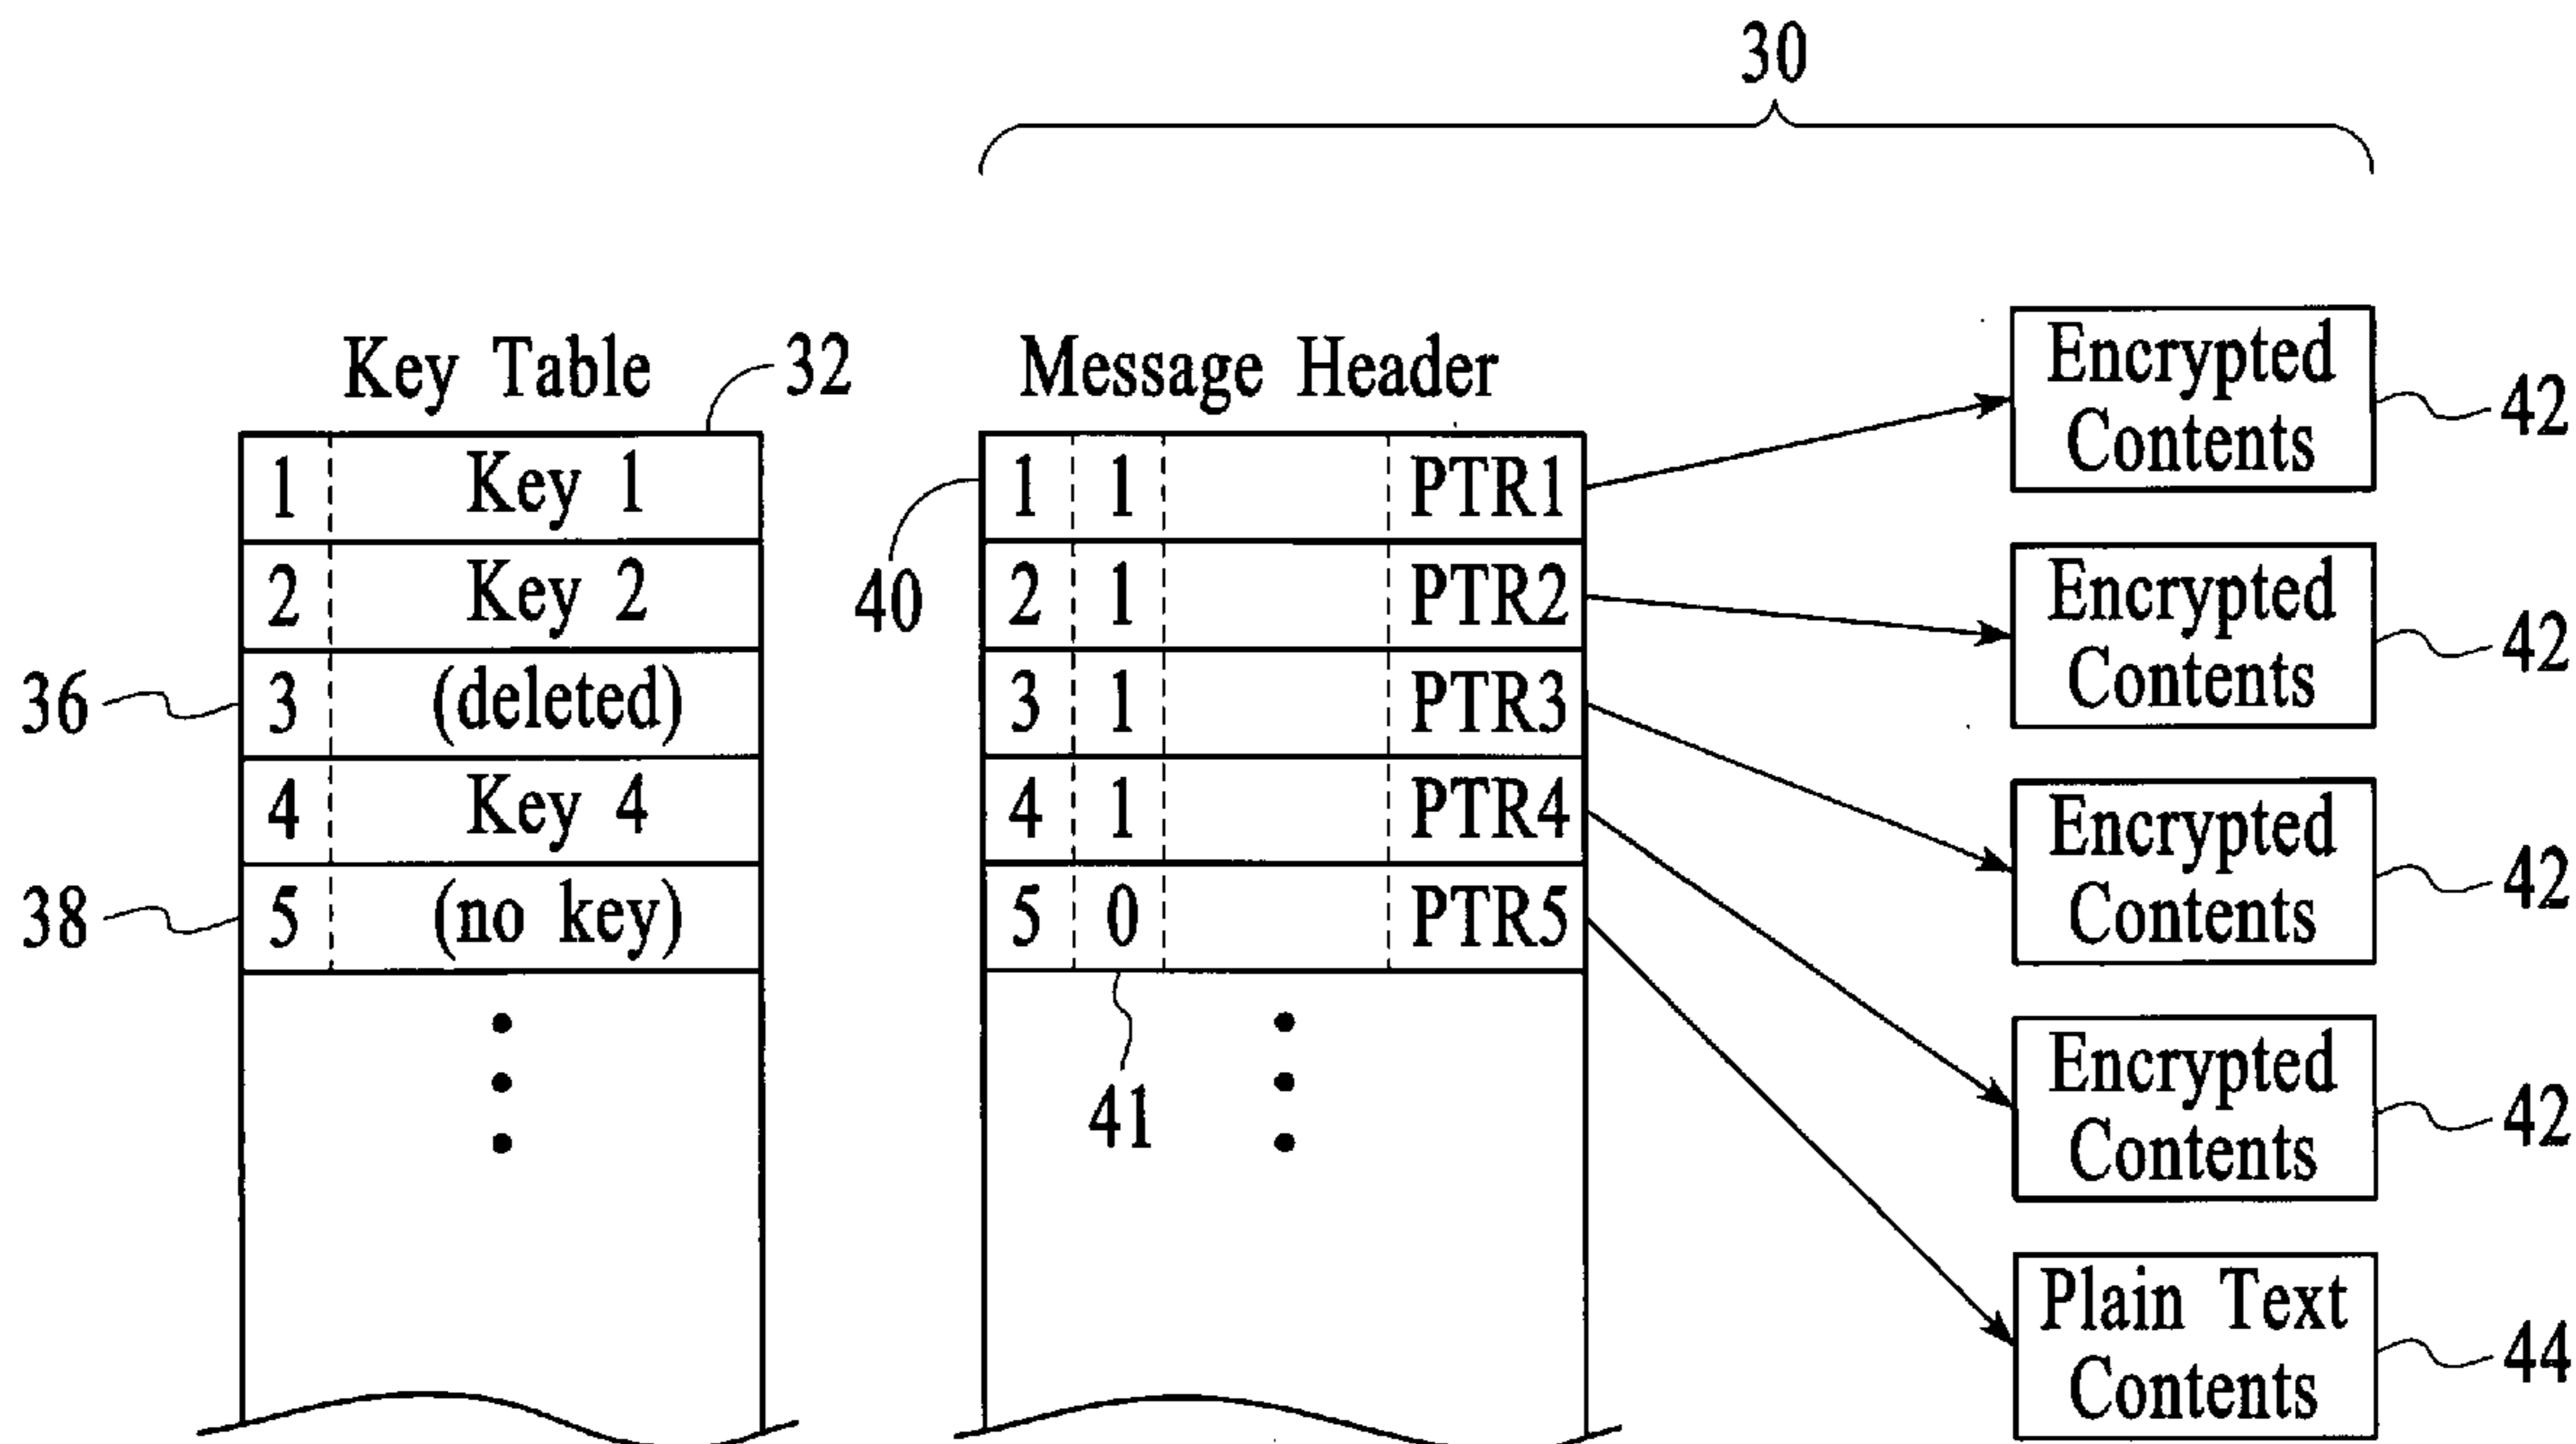 30
Key Table
32
1 Key 1
2 Key 2
36
3 (deleted)
4 Key 4
38
5 (no key)
Message Header
40
1 1 PTR1
2 1 PTR2
3 1 PTR3
4 1 PTR4
5 0 PTR5
41
Encrypted
Contents
42
Encrypted
Contents
42
Encrypted
Contents
42
Encrypted
Contents
42
Plain Text
Contents
44